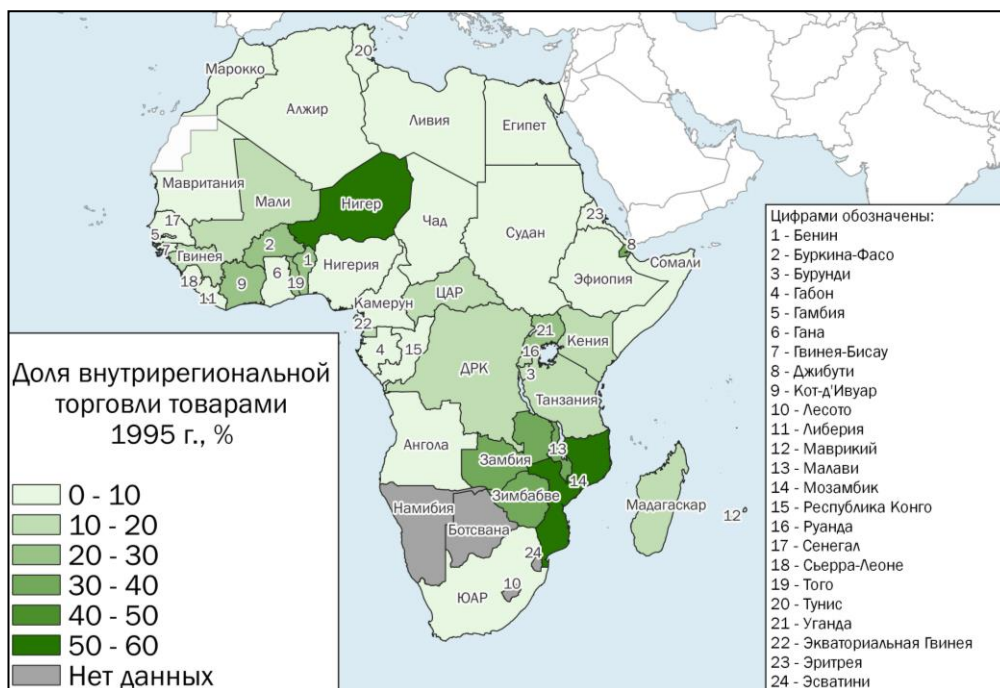 20
Марокко
Алжир
Ливия
Египет
Мавритания
Мали
Нигер
Чад
Судан
23
17
5
7
Гвинея
2
1
8
Сомали
18
11
9
6
19
Нигерия
Эфиопия
Камерун
ЦАР
22
4
15
ДРК
21
Кения
16
3
Танзания
Ангола
Замбия
13
14
Зимбабве
Мадагаскар
12
Намибия
Ботсвана
24
10
ЮАР
Доля внутрирегиональной
торговли товарами
1995 г., %
0 - 10
10 - 20
20 - 30
30 - 40
40 - 50
50 - 60
Нет данных
Цифрами обозначены:
1 - Бенин
2 - Буркина-Фасо
3 - Бурунди
4 - Габон
5 - Гамбия
6 - Гана
7 - Гвинея-Бисау
8 - Джибути
9 - Кот-д'Ивуар
10 - Лесото
11 - Либерия
12 - Маврикий
13 - Малави
14 - Мозамбик
15 - Республика Конго
16 - Руанда
17 - Сенегал
18 - Сьерра-Леоне
19 - Того
20 - Тунис
21 - Уганда
22 - Экваториальная Гвинея
23 - Эритрея
24 - Эсватини